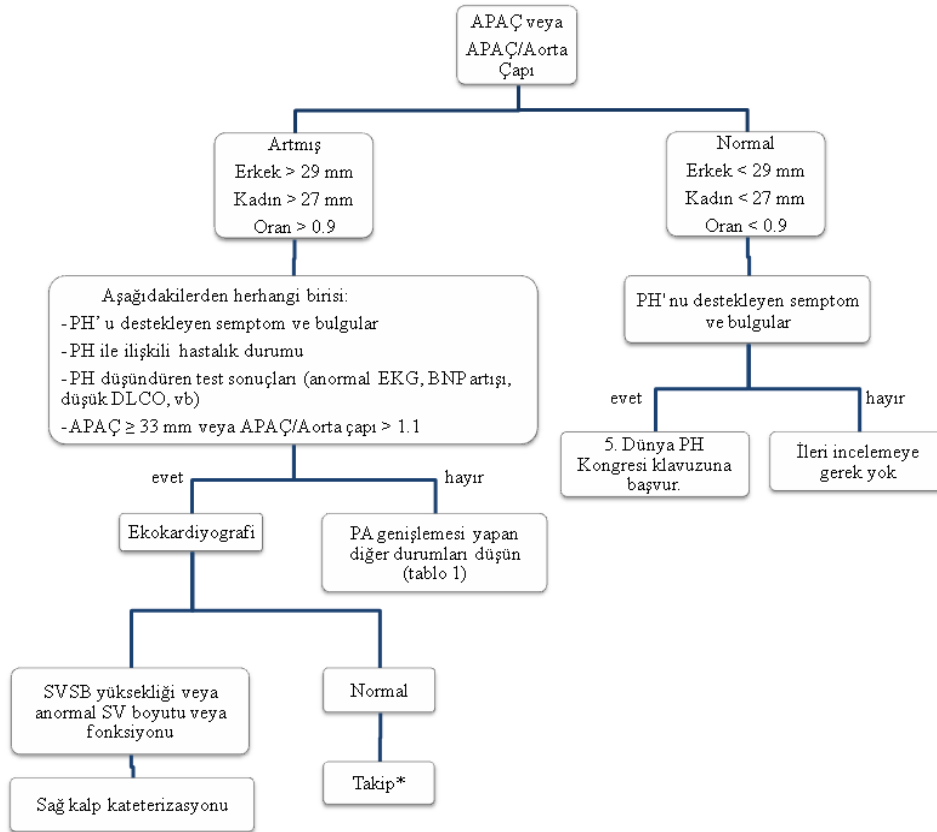 APAÇ veya
APAÇ/Aorta
Çapı
Artmış
Erkek > 29 mm
Kadın > 27 mm
Oran > 0.9
Normal
Erkek < 29 mm
Kadın < 27 mm
Oran < 0.9
Aşağıdakilerden herhangi birisi:
-PH’ u destekleyen semptom ve bulgular
-PH ile ilişkili hastalık durumu
-PH düşündüren test sonuçları (anormal EKG, BNP artışı,
düşük DLCO, vb)
-APAÇ ≥ 33 mm veya APAÇ/Aorta çapı > 1.1
PH'nu destekleyen semptom
ve bulgular
evet
hayır
5. Dünya PH
Kongresi klavuzuna
başvur.
İleri incelemeye
gerek yok
evet
hayır
Ekokardiyografi
PA genişlemesi yapan
diğer durumları düşün
(tablo 1)
SVSB yüksekliği veya
anormal SV boyutu veya
fonksiyonu
Normal
Sağ kalp kateterizasyonu
Takip*